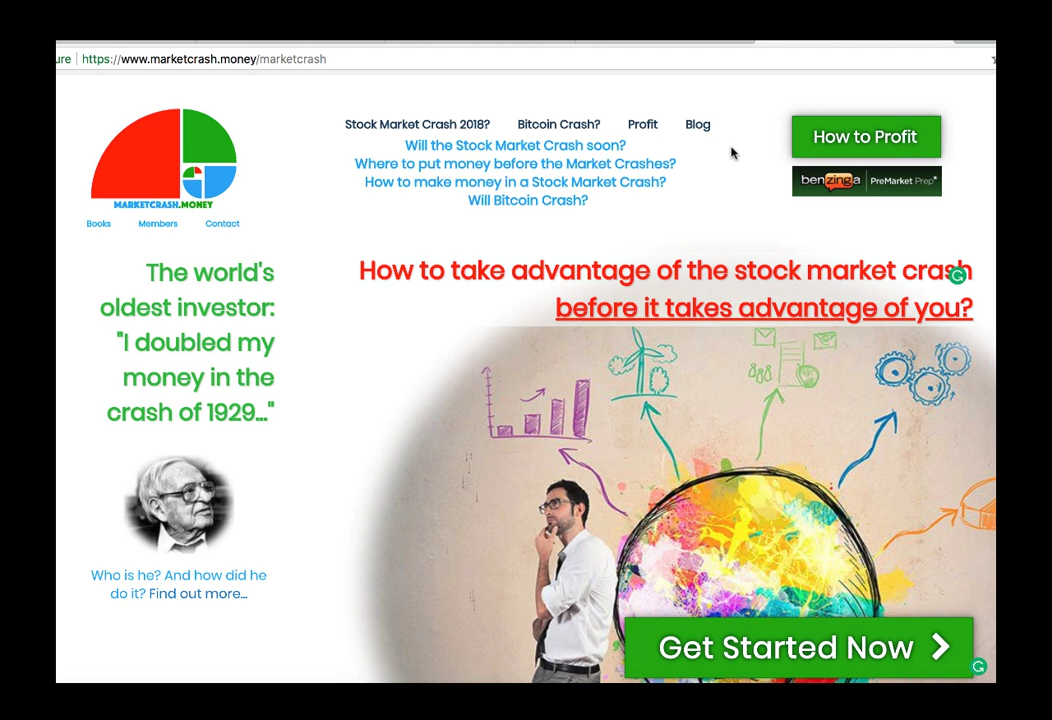 ure https://www.marketcrash.money/marketcrash
Stock Market Crash 2018? Bitcoin Crash? Profit Blog
Will the Stock Market Crash soon?
Where to put money before the Market Crashes?
How to make money in a Stock Market Crash?
Will Bitcoin Crash?
How to Profit
benzinga PreMarket Prep
MARKETCRASH.MONEY
Books Members Contact
The world's
oldest investor:
"I doubled my
money in the
crash of 1929..."
How to take advantage of the stock market crash
before it takes advantage of you?
Who is he? And how did he
do it? Find out more...
Get Started Now